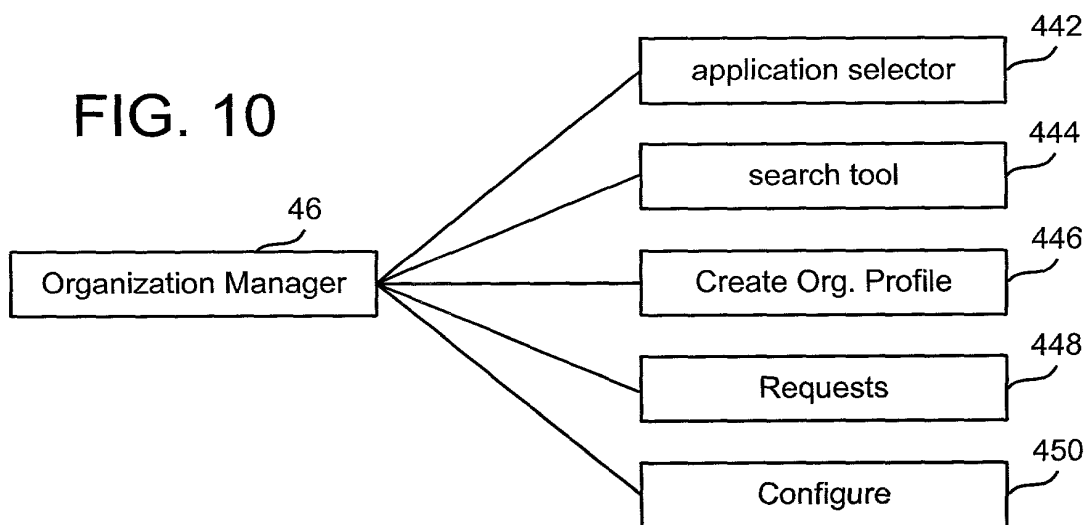 FIG. 10
442
application selector
444
search tool
46
Organization Manager
446
Create Org. Profile
448
Requests
450
Configure